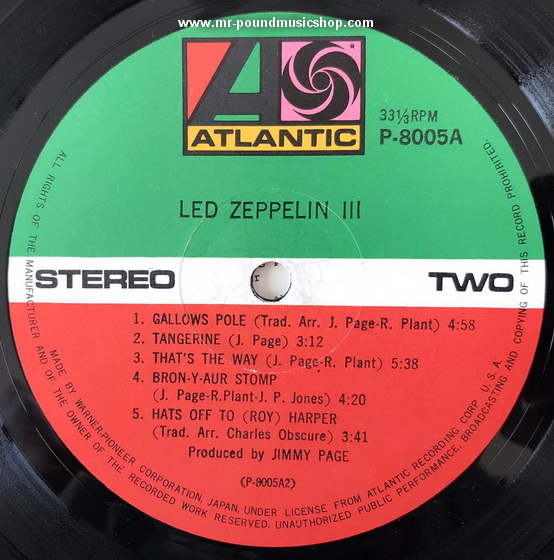 www.mr-poundmusicshop.com
ATLANTIC
33⅓RPM
P-8005A
LED ZEPPELIN III
STEREO
TWO
1. GALLOWS POLE (Trad. Arr. J. Page-R. Plant) 4:58
2. TANGERINE (J. Page) 3:12
3. THAT'S THE WAY (J. Page-R. Plant) 5:38
4. BRON-Y-AUR STOMP
(J. Page-R.Plant-J. P. Jones) 4:20
5. HATS OFF TO (ROY) HARPER
(Trad. Arr. Charles Obscure) 3:41
Produced by JIMMY PAGE
(P-8005A2)
ALL RIGHTS OF THE MANUFACTURER AND OF THE OWNER OF THE RECORDED WORK RESERVED. UNAUTHORIZED PUBLIC PERFORMANCE, BROADCASTING AND COPYING OF THIS RECORD PROHIBITED.
MADE BY WARNER-PIONEER CORPORATION, JAPAN, UNDER LICENSE FROM ATLANTIC RECORDING CORP. U. S. A.